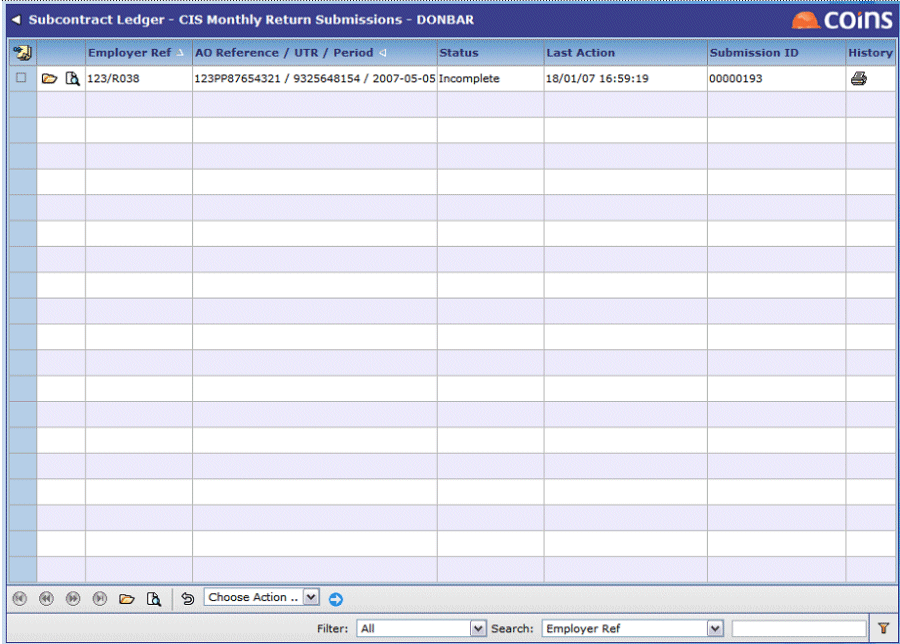 Subcontract Ledger - CIS Monthly Return Submissions - DONBAR
COINS
Employer Ref AO Reference / UTR / Period Status Last Action Submission ID History
123/R038 123PP87654321 / 9325648154 / 2007-05-05 Incomplete 18/01/07 16:59:19 00000193
Choose Action ..
Filter: All Search: Employer Ref